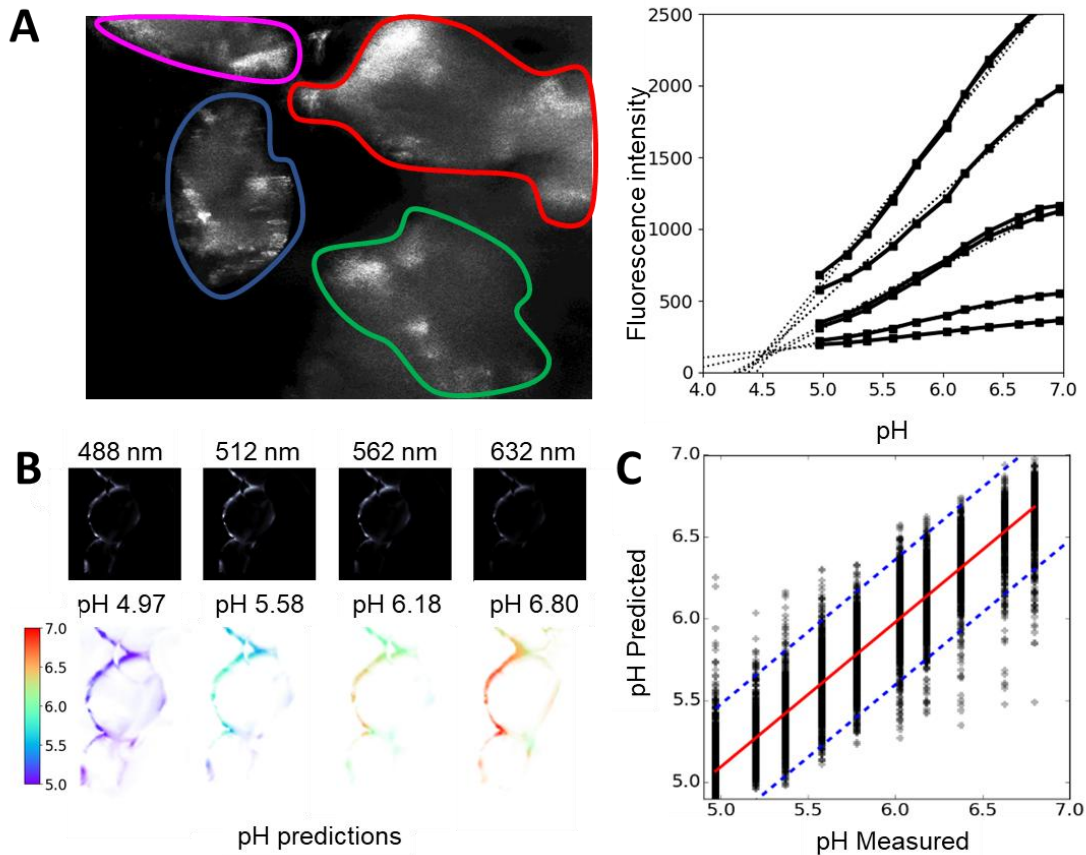 A
2500
2000
1500
1000
500
0
Fluorescence intensity
4.0 4.5 5.0 5.5 6.0 6.5 7.0
pH
B
488 nm 512 nm 562 nm 632 nm
pH 4.97 pH 5.58 pH 6.18 pH 6.80
7.0
6.5
6.0
5.5
5.0
pH predictions
C
7.0
6.5
6.0
5.5
5.0
pH Predicted
5.0 5.5 6.0 6.5 7.0
pH Measured